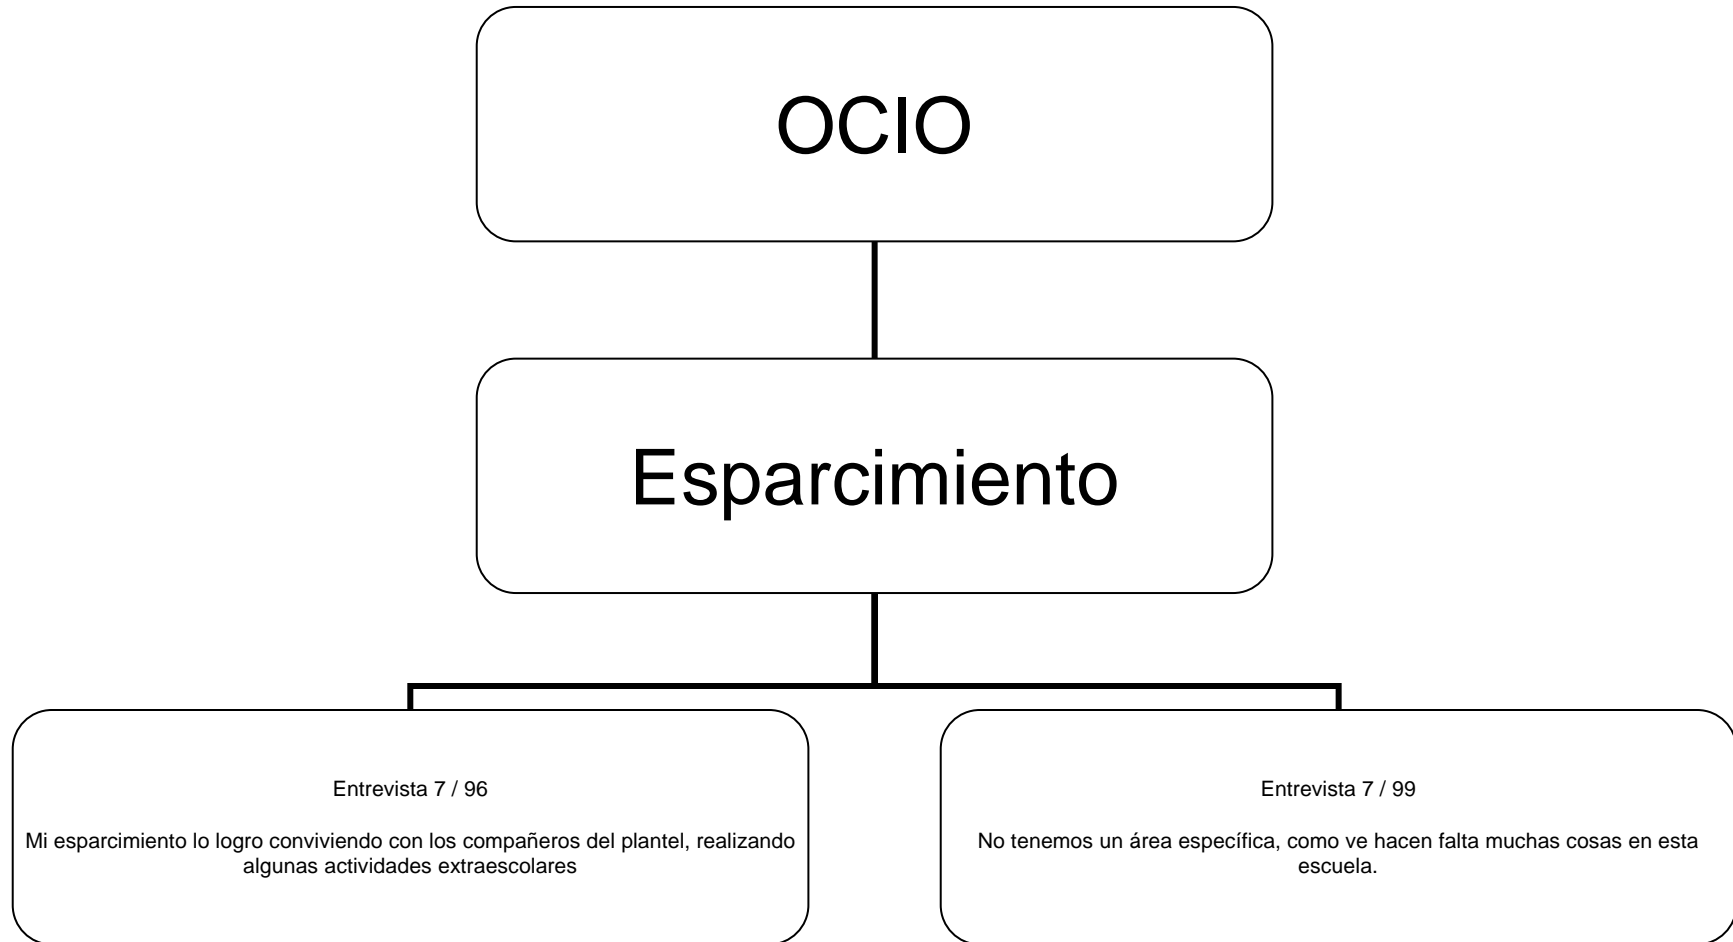 OCIO
Esparcimiento
Entrevista 7 / 96
Mi esparcimiento lo logro conviviendo con los compañeros del plantel, realizando
algunas actividades extraescolares
Entrevista 7 / 99
No tenemos un área específica, como ve hacen falta muchas cosas en esta
escuela.